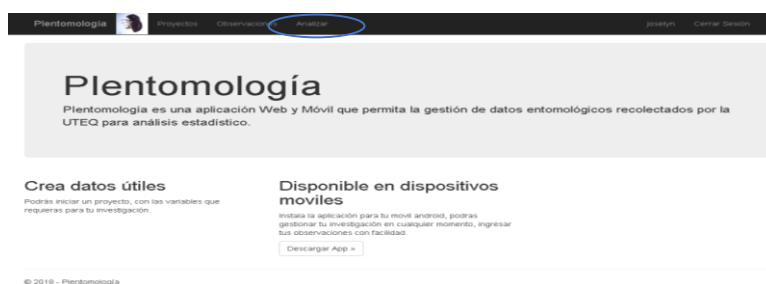 Plentomología Proyectos Observaciones Analizar joselyn Cerrar Sesión
Plentomología
Plentomología es una aplicación Web y Móvil que permita la gestión de datos entomológicos recolectados por la
UTEQ para análisis estadístico.
Crea datos útiles
Podrás iniciar un proyecto, con las variables que
requieras para tu investigación.
Disponible en dispositivos
moviles
Instala la aplicación para tu movil android, podras
gestionar tu investigación en cualquier momento, ingresar
tus observaciones con facilidad.
Descargar App »
© 2018 - Plentomología